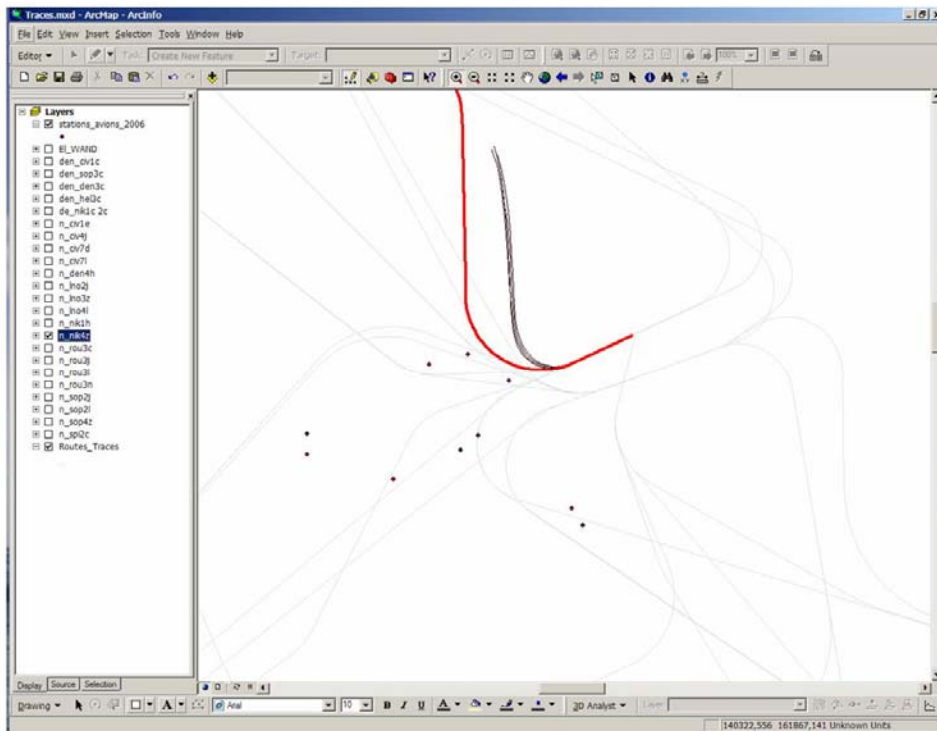 Traces.mxd - ArcMap - ArcInfo
File Edit View Insert Selection Tools Window Help
Editor Task: Create New Feature Target: 100%
Layers
stations_avions_2006
El_WAND
den_civ1c
den_sop3c
den_den3c
den_hel3c
de_nik1c 2c
n_civ1e
n_civ4j
n_civ7d
n_civ7l
n_den4h
n_lno2j
n_lno3z
n_lno4l
n_nik1h
n_nik4z
n_rou3c
n_rou3j
n_rou3l
n_rou3n
n_sop2j
n_sop2l
n_sop4z
n_spi2c
Routes_Traces
Display Source Selection
Drawing A Arial 10 B I U A 3D Analyst Layer
140322,556 161867,141 Unknown Units